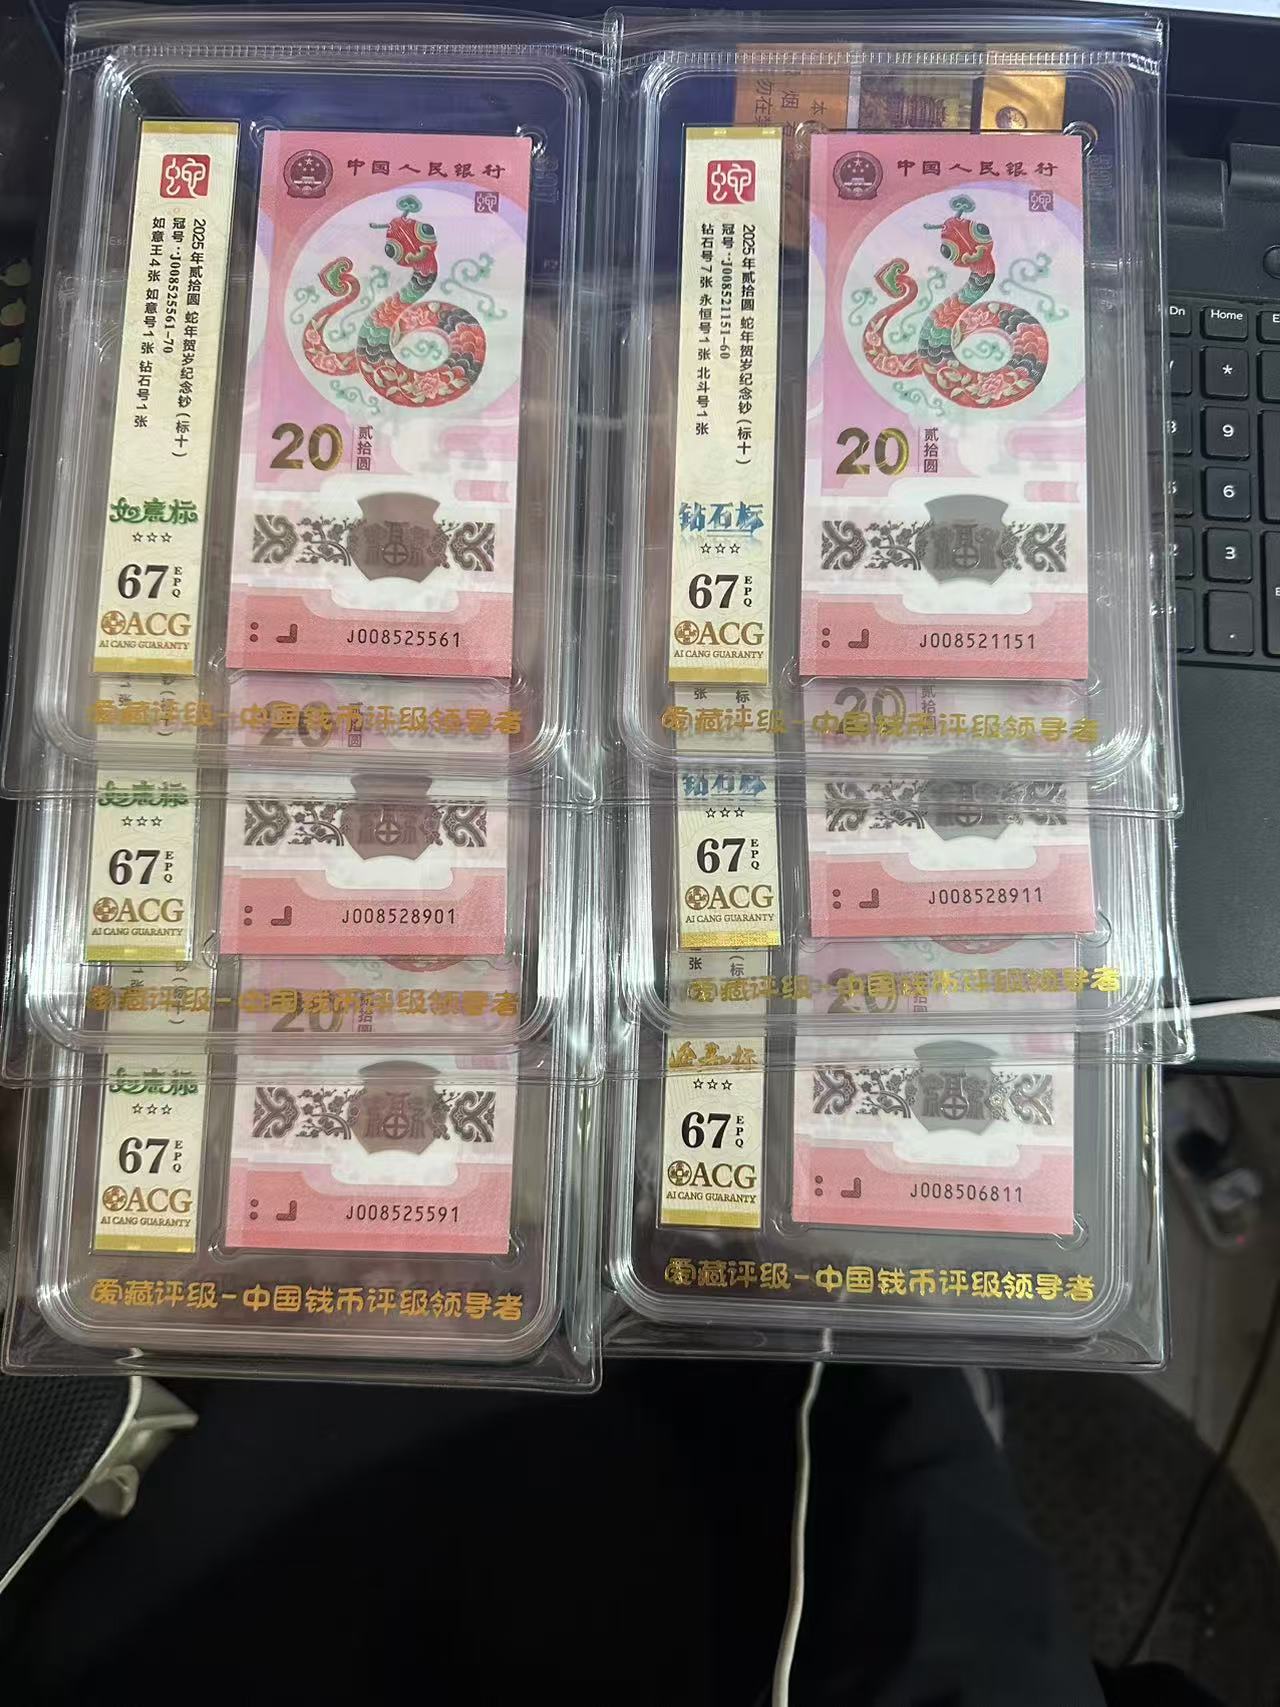 2025年贰拾圆 蛇年贺岁纪念钞(标十)
冠号:J008525561-70
如意王4张 如意号1张 钻石号1张
如意标
☆☆☆
67 EPQ
ACG
AI CANG GUARANTY
中国人民银行
20 贰拾圆
J008525561
爱藏评级-中国钱币评级领导者
2025年贰拾圆 蛇年贺岁纪念钞(标十)
冠号:J008521151-60
钻石号7张 永恒号1张 北斗号1张
钻石标
☆☆☆
67 EPQ
ACG
AI CANG GUARANTY
中国人民银行
20 贰拾圆
J008521151
爱藏评级-中国钱币评级领导者
如意标
☆☆☆
67 EPQ
ACG
AI CANG GUARANTY
J008528901
爱藏评级-中国钱币评级领导者
钻石标
☆☆☆
67 EPQ
ACG
AI CANG GUARANTY
J008528911
爱藏评级-中国钱币评级领导者
如意标
☆☆☆
67 EPQ
ACG
AI CANG GUARANTY
J008525591
爱藏评级-中国钱币评级领导者
☆☆☆
67 EPQ
ACG
AI CANG GUARANTY
J008506811
爱藏评级-中国钱币评级领导者
Home
*
9
6
3